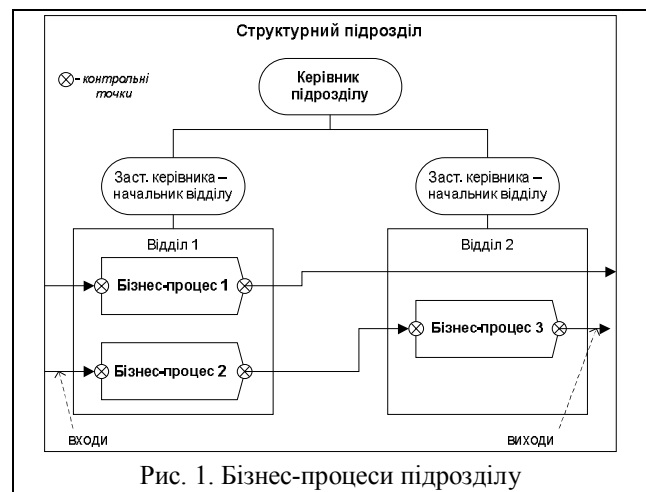 Структурний підрозділ
⊗- контрольні
точки
Керівник
підрозділу
Заст. керівника –
начальник відділу
Заст. керівника –
начальник відділу
Відділ 1
Відділ 2
Бізнес-процес 1
Бізнес-процес 3
Бізнес-процес 2
входи
виходи
Рис. 1. Бізнес-процеси підрозділу